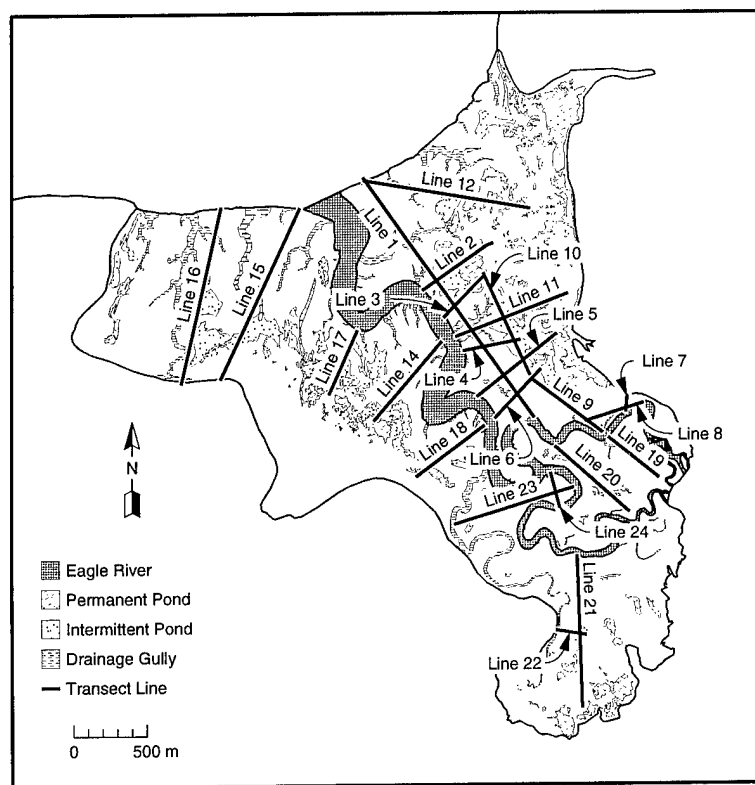 Line 12
Line 1
Line 2
Line 10
Line 3
Line 11
Line 16
Line 15
Line 5
Line 17
Line 14
Line 4
Line 7
Line 9
Line 8
Line 18
Line 6
Line 19
Line 20
Line 23
Line 24
N
Line 21
Line 22
Eagle River
Permanent Pond
Intermittent Pond
Drainage Gully
Transect Line
0 500 m